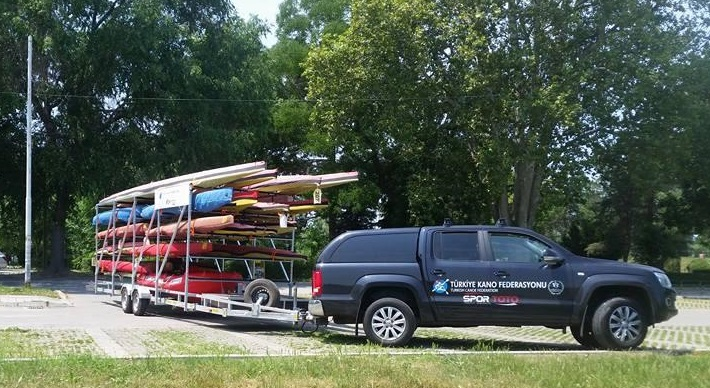 TÜRKİYE KANO FEDERASYONU
TURKISH CANOE FEDERATION
SPOR TOTO